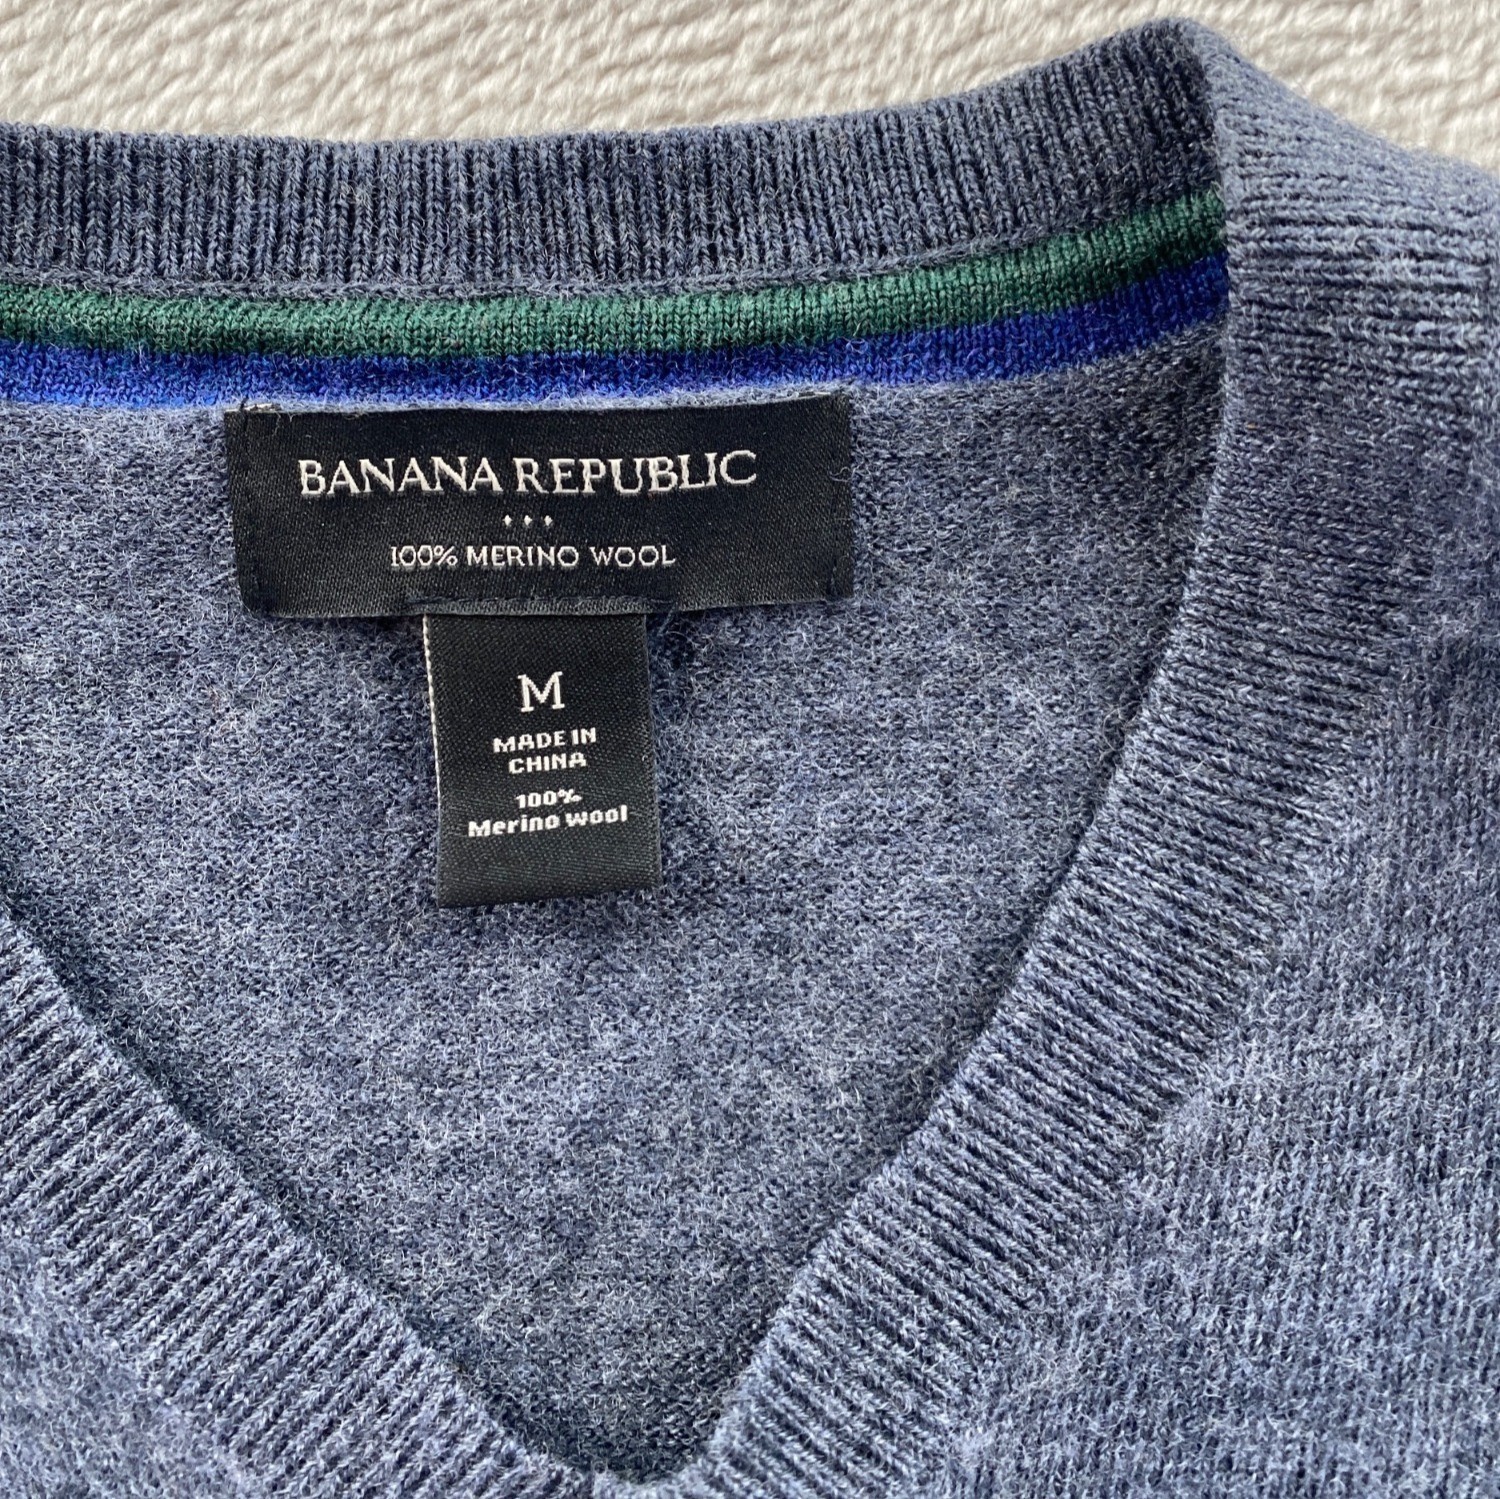 BANANA REPUBLIC
100% MERINO WOOL
M
MADE IN
CHINA
100%
Merino wool